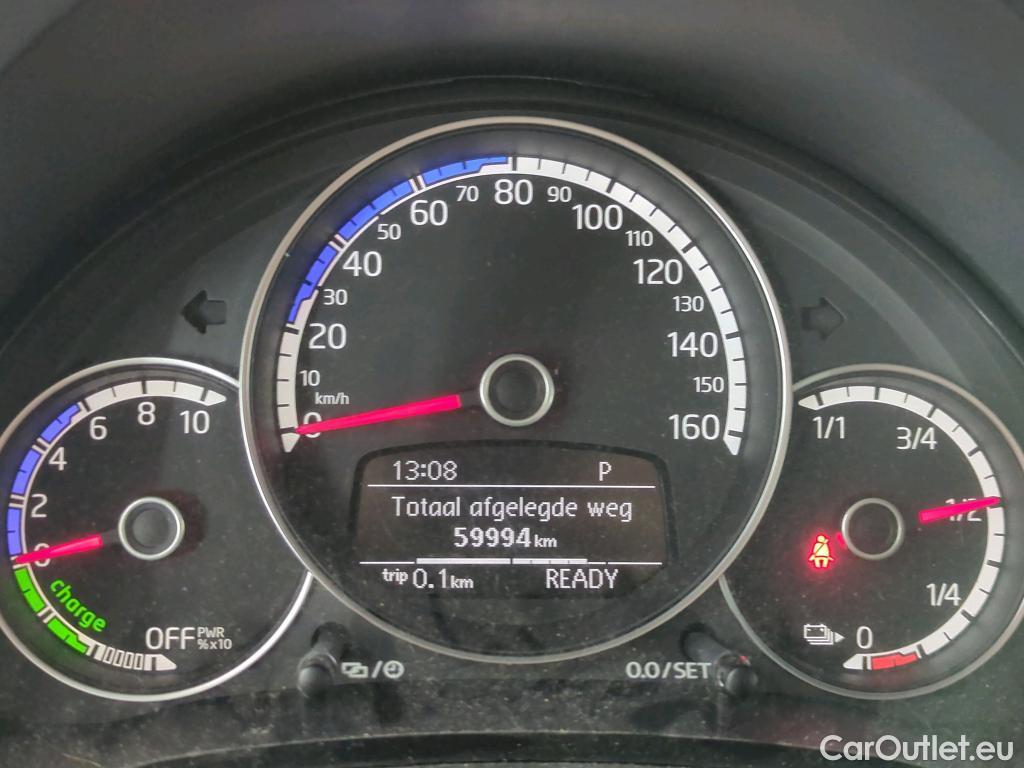 80
70 90
60 100
50 110
40 120
30 130
20 140
10 150
km/h
0 160
10
8
6
4
2
0
charge
OFF PWR %x10
13:08 P
Totaal afgelegde weg
59994 km
trip 0.1 km READY
0.0/SET
1/1
3/4
1/2
1/4
0
CarOutlet.eu